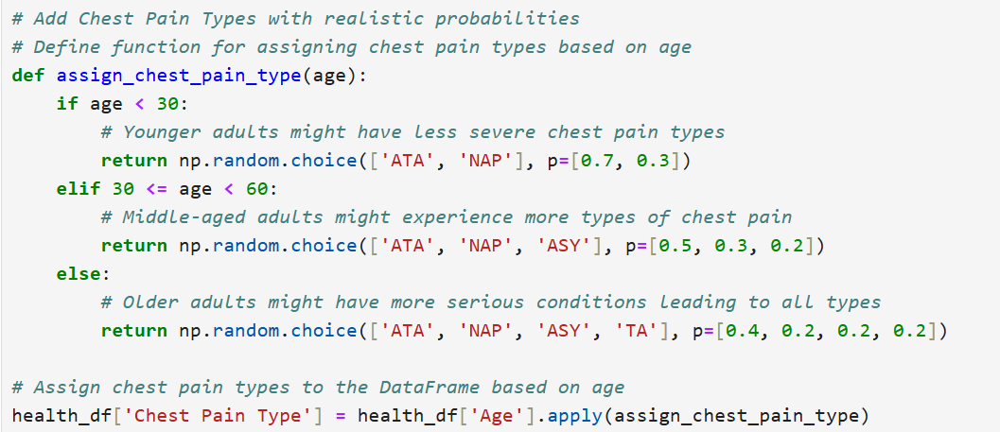 # Add Chest Pain Types with realistic probabilities
# Define function for assigning chest pain types based on age
def assign_chest_pain_type(age):
    if age < 30:
        # Younger adults might have less severe chest pain types
        return np.random.choice(['ATA', 'NAP'], p=[0.7, 0.3])
    elif 30 <= age < 60:
        # Middle-aged adults might experience more types of chest pain
        return np.random.choice(['ATA', 'NAP', 'ASY'], p=[0.5, 0.3, 0.2])
    else:
        # Older adults might have more serious conditions leading to all types
        return np.random.choice(['ATA', 'NAP', 'ASY', 'TA'], p=[0.4, 0.2, 0.2, 0.2])

# Assign chest pain types to the DataFrame based on age
health_df['Chest Pain Type'] = health_df['Age'].apply(assign_chest_pain_type)